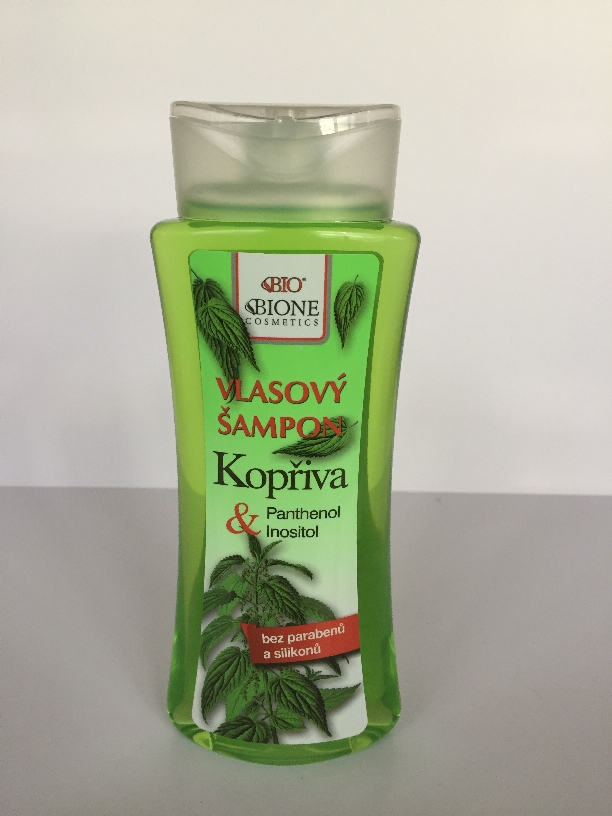 BIO
BIONE
COSMETICS
VLASOVÝ
ŠAMPON
Kopřiva
& Panthenol
Inositol
bez parabenů
a silikonů